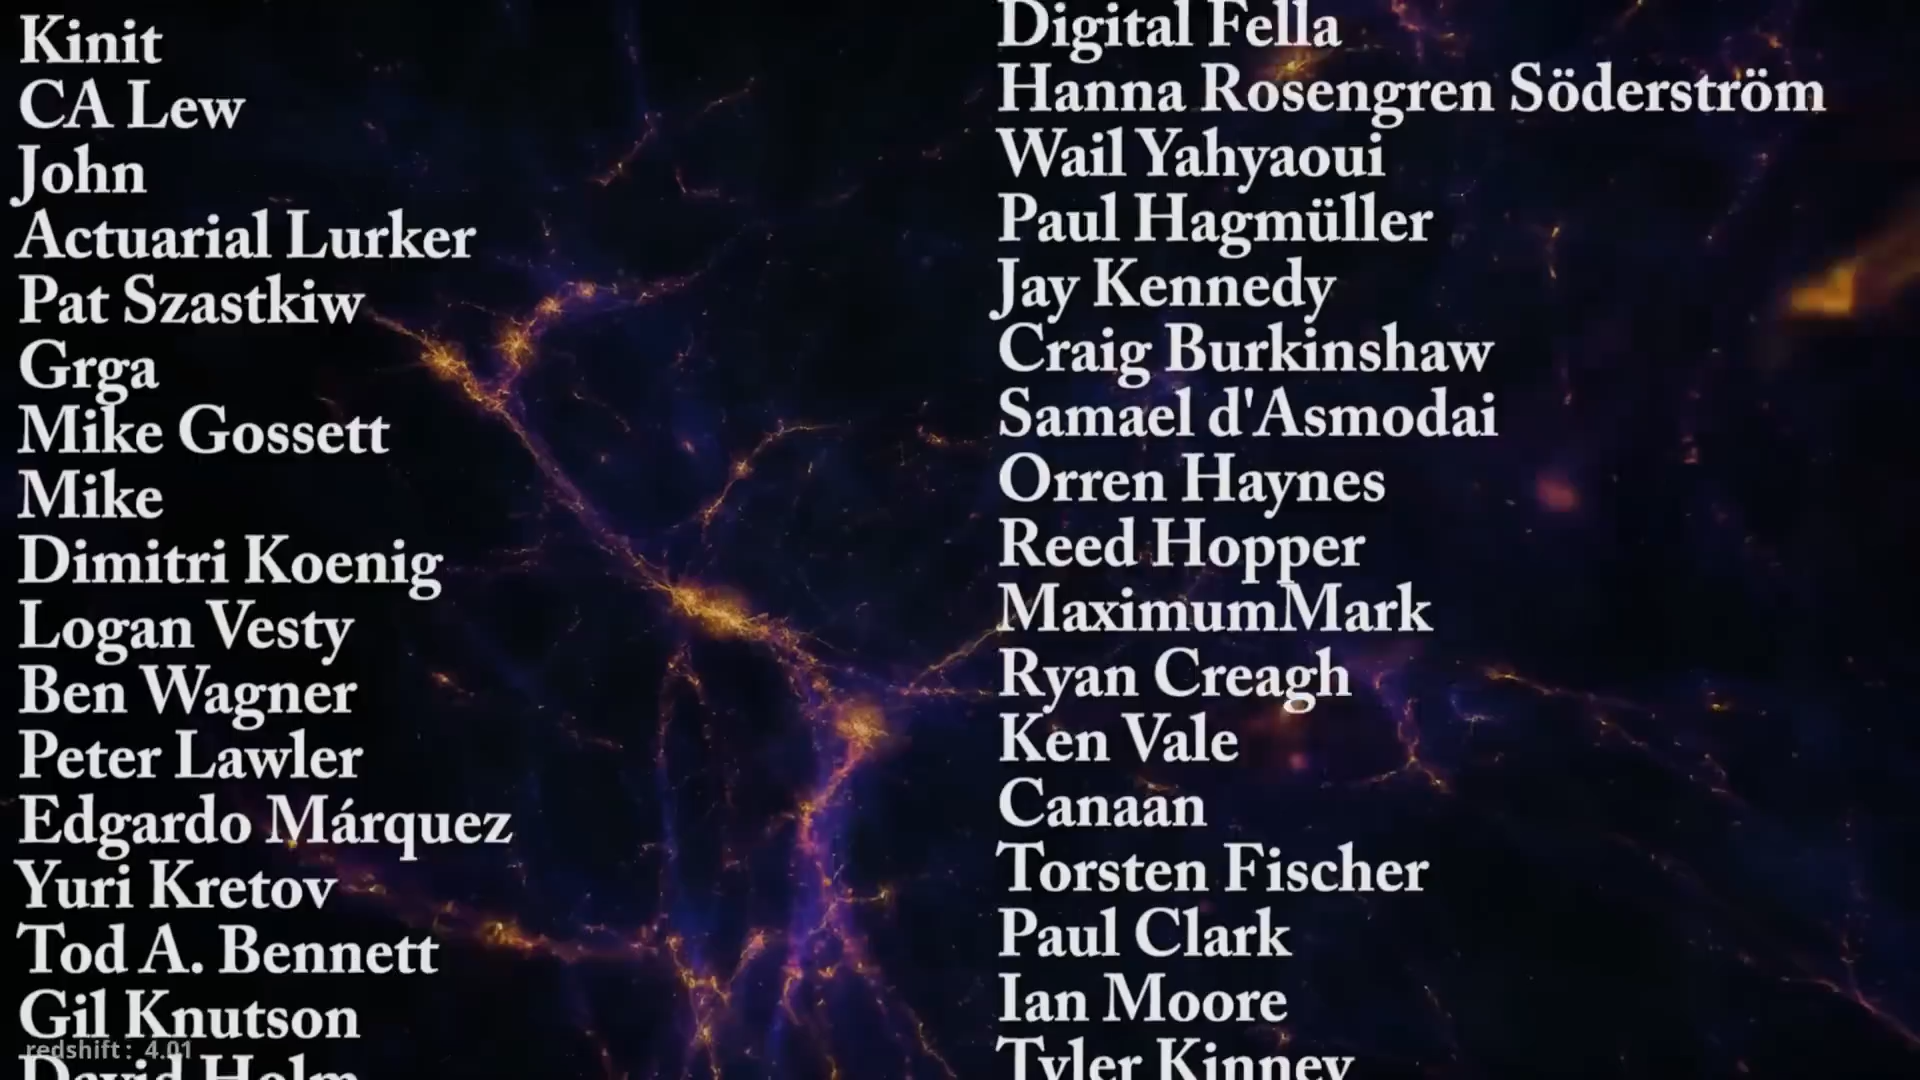 Kinit
CA Lew
John
Actuarial Lurker
Pat Szastkiw
Grga
Mike Gossett
Mike
Dimitri Koenig
Logan Vesty
Ben Wagner
Peter Lawler
Edgardo Márquez
Yuri Kretov
Tod A. Bennett
Gil Knutson
redshift: 4.01
David Holm
Digital Fella
Hanna Rosengren Söderström
Wail Yahyaoui
Paul Hagmüller
Jay Kennedy
Craig Burkinshaw
Samael d'Asmodai
Orren Haynes
Reed Hopper
MaximumMark
Ryan Creagh
Ken Vale
Canaan
Torsten Fischer
Paul Clark
Ian Moore
Tyler Kinney